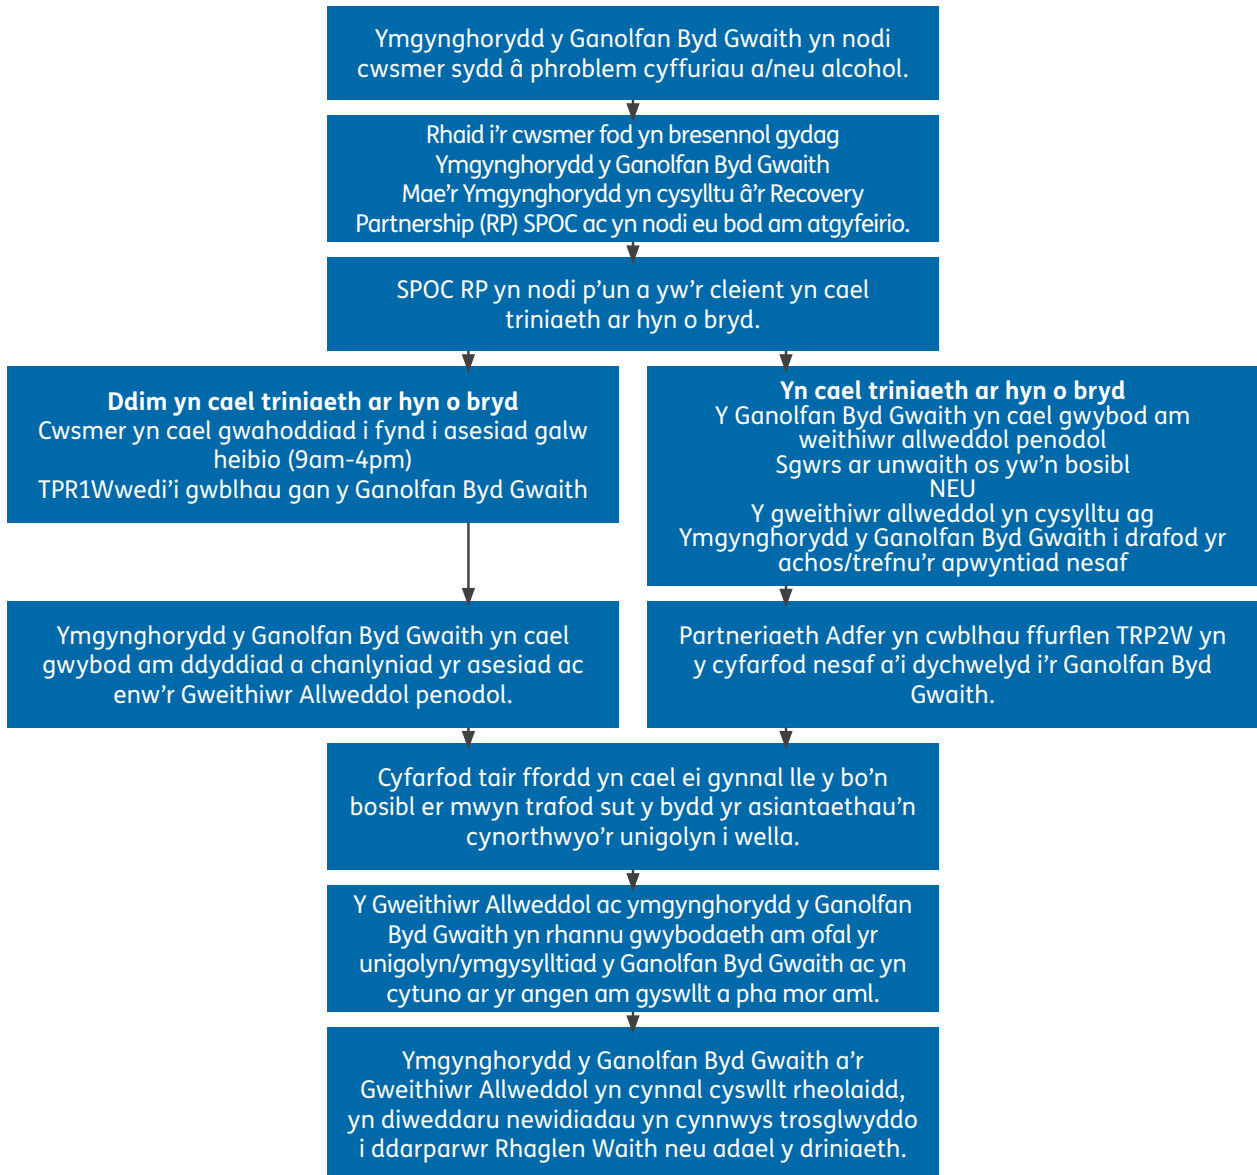 Ymgynghorydd y Ganolfan Byd Gwaith yn nodi
cwsmer sydd â phroblem cyffuriau a/neu alcohol.
Rhaid i'r cwsmer fod yn bresennol gydag
Ymgynghorydd y Ganolfan Byd Gwaith
Mae'r Ymgynghorydd yn cysylltu â'r Recovery
Partnership (RP) SPOC ac yn nodi eu bod am atgyfeirio.
SPOC RP yn nodi p'un a yw'r cleient yn cael
triniaeth ar hyn o bryd.
Ddim yn cael triniaeth ar hyn o bryd
Cwsmer yn cael gwahoddiad i fynd i asesiad galw
heibio (9am-4pm)
TPR1Wwedi'i gwblhau gan y Ganolfan Byd Gwaith
Yn cael triniaeth ar hyn o bryd
Y Ganolfan Byd Gwaith yn cael gwybod am
weithiwr allweddol penodol
Sgwrs ar unwaith os yw'n bosibl
NEU
Y gweithiwr allweddol yn cysylltu ag
Ymgynghorydd y Ganolfan Byd Gwaith i drafod yr
achos/trefnu'r apwyntiad nesaf
Ymgynghorydd y Ganolfan Byd Gwaith yn cael
gwybod am ddyddiad a chanlyniad yr asesiad ac
enw'r Gweithiwr Allweddol penodol.
Partneriaeth Adfer yn cwblhau ffurflen TRP2W yn
y cyfarfod nesaf a'i dychwelyd i'r Ganolfan Byd
Gwaith.
Cyfarfod tair ffordd yn cael ei gynnal lle y bo'n
bosibl er mwyn trafod sut y bydd yr asiantaethau'n
cynorthwyo'r unigolyn i wella.
Y Gweithiwr Allweddol ac ymgynghorydd y Ganolfan
Byd Gwaith yn rhannu gwybodaeth am ofal yr
unigolyn/ymgysylltiad y Ganolfan Byd Gwaith ac yn
cytuno ar yr angen am gyswllt a pha mor aml.
Ymgynghorydd y Ganolfan Byd Gwaith a'r
Gweithiwr Allweddol yn cynnal cyswllt rheolaidd,
yn diweddaru newidiadau yn cynnwys trosglwyddo
i ddarparwr Rhaglen Waith neu adael y driniaeth.